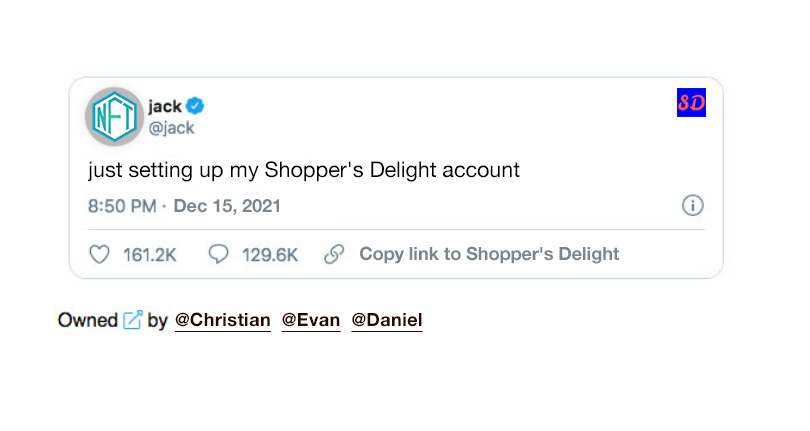 NFT
jack
@jack
SD
just setting up my Shopper's Delight account
8:50 PM · Dec 15, 2021
161.2K 129.6K Copy link to Shopper's Delight
Owned by @Christian @Evan @Daniel